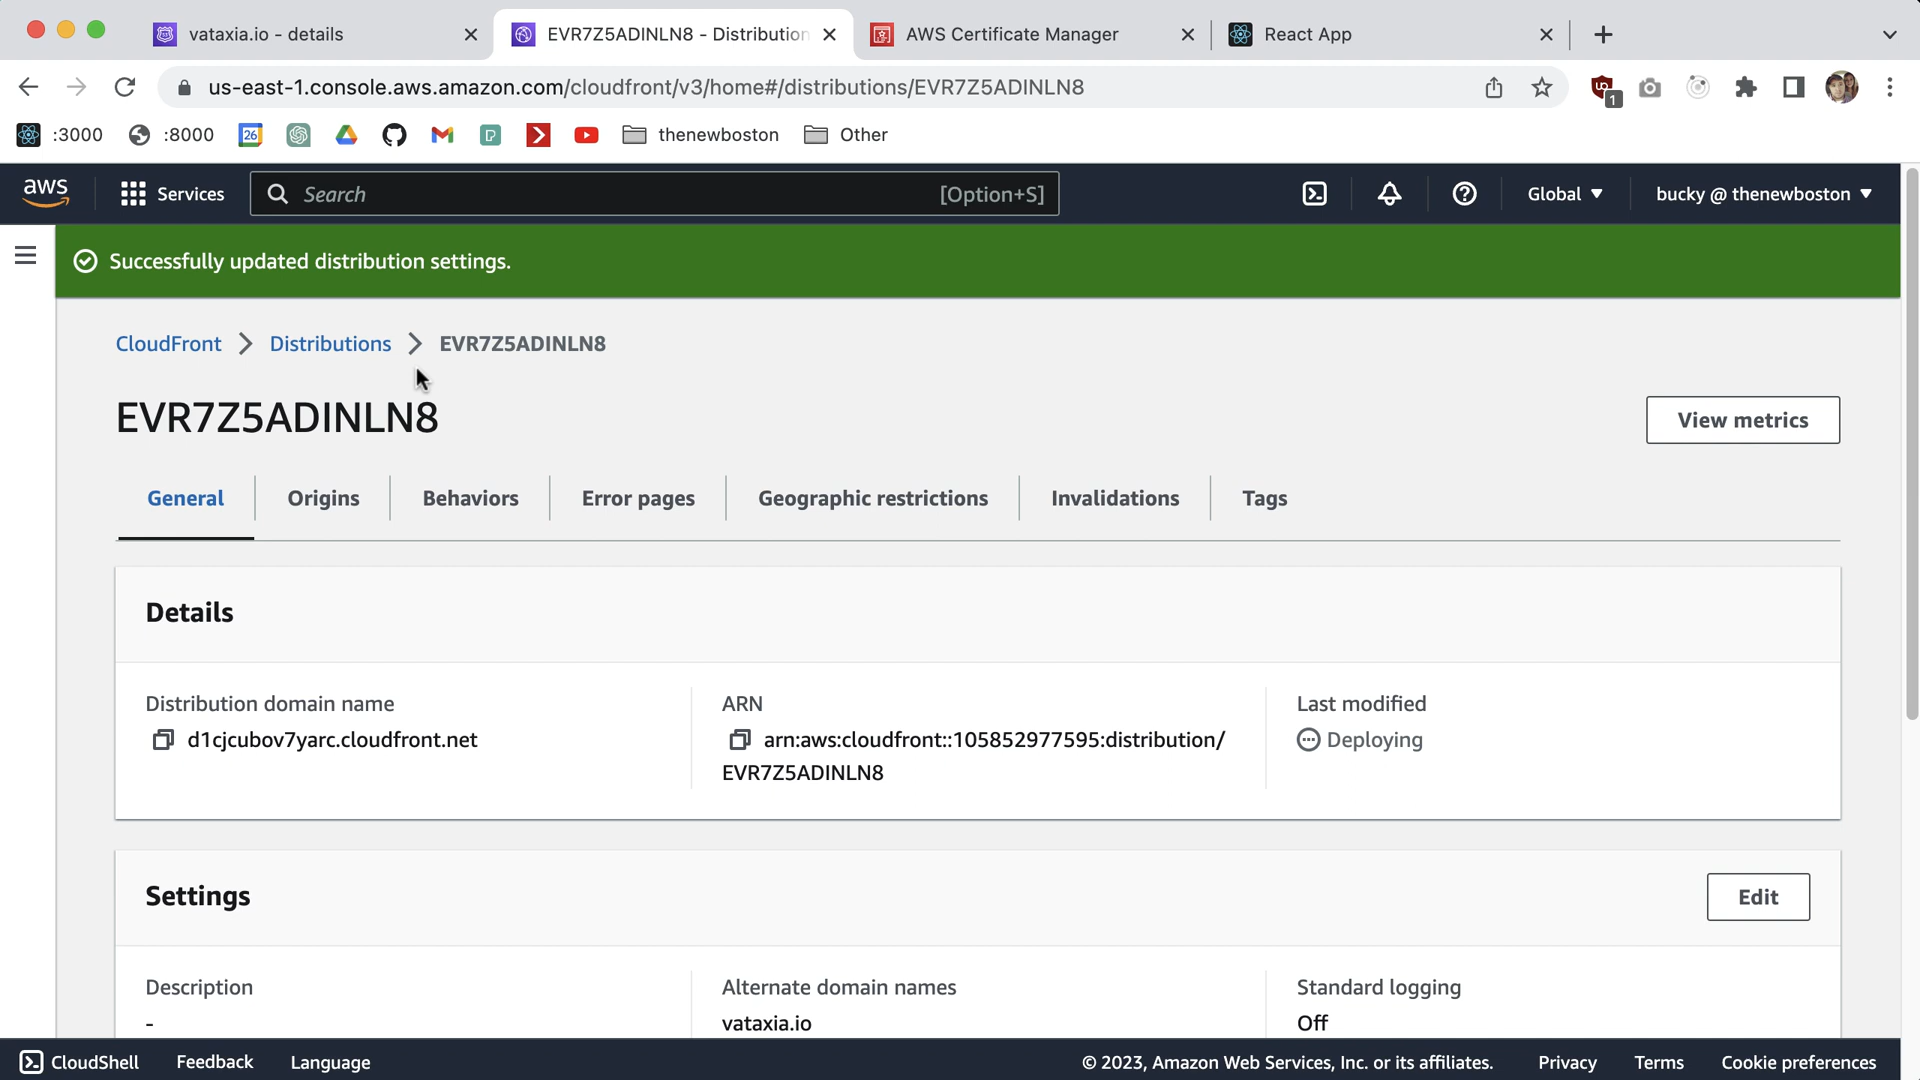 vataxia.io - details
EVR7Z5ADINLN8 - Distribution
AWS Certificate Manager
React App
us-east-1.console.aws.amazon.com/cloudfront/v3/home#/distributions/EVR7Z5ADINLN8
1
:3000
:8000
26
thenewboston
Other
aws
Services
Search
[Option+S]
Global
bucky @ thenewboston
Successfully updated distribution settings.
CloudFront
Distributions
EVR7Z5ADINLN8
EVR7Z5ADINLN8
View metrics
General
Origins
Behaviors
Error pages
Geographic restrictions
Invalidations
Tags
Details
Distribution domain name
ARN
Last modified
d1cjcubov7yarc.cloudfront.net
arn:aws:cloudfront::105852977595:distribution/
EVR7Z5ADINLN8
Deploying
Settings
Edit
Description
Alternate domain names
Standard logging
-
vataxia.io
Off
CloudShell
Feedback
Language
© 2023, Amazon Web Services, Inc. or its affiliates.
Privacy
Terms
Cookie preferences